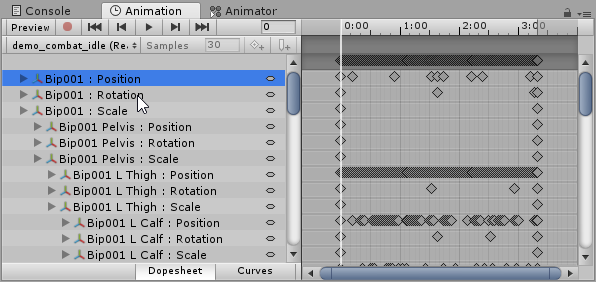 Console Animation Animator
Preview 0 0:00 1:00 2:00 3:00
demo_combat_idle (Re Samples 30
Bip001 : Position
Bip001 : Rotation
Bip001 : Scale
Bip001 Pelvis : Position
Bip001 Pelvis : Rotation
Bip001 Pelvis : Scale
Bip001 L Thigh : Position
Bip001 L Thigh : Rotation
Bip001 L Thigh : Scale
Bip001 L Calf : Position
Bip001 L Calf : Rotation
Bip001 L Calf : Scale
Dopesheet Curves